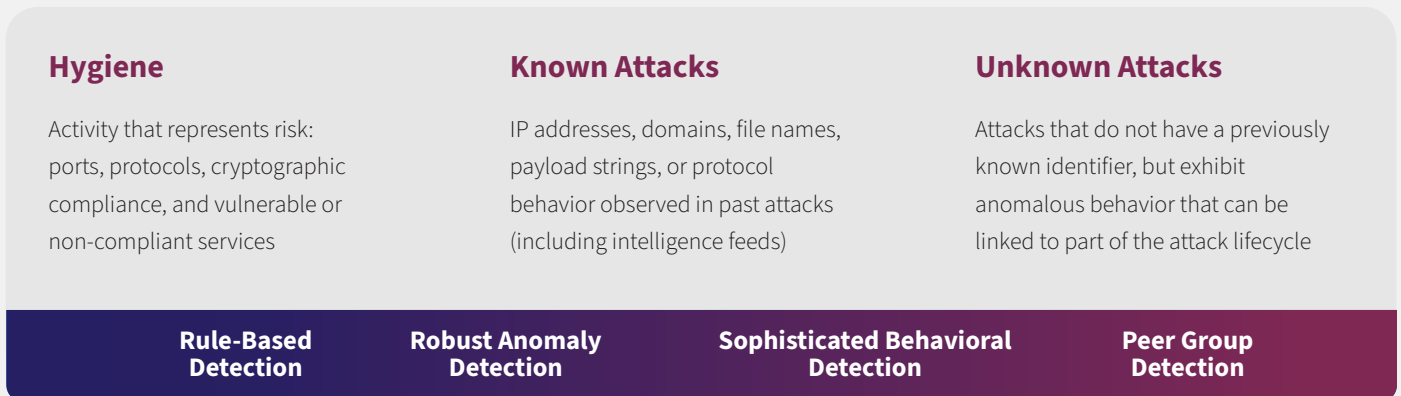 Hygiene
Activity that represents risk:
ports, protocols, cryptographic
compliance, and vulnerable or
non-compliant services
Known Attacks
IP addresses, domains, file names,
payload strings, or protocol
behavior observed in past attacks
(including intelligence feeds)
Unknown Attacks
Attacks that do not have a previously
known identifier, but exhibit
anomalous behavior that can be
linked to part of the attack lifecycle
Rule-Based
Detection
Robust Anomaly
Detection
Sophisticated Behavioral
Detection
Peer Group
Detection